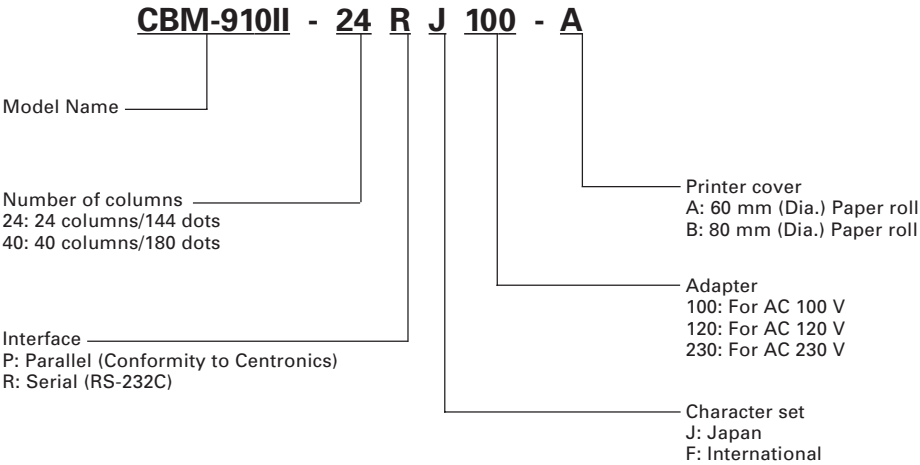 CBM-910II - 24 R J 100 - A
Model Name
Number of columns
24: 24 columns/144 dots
40: 40 columns/180 dots
Interface
P: Parallel (Conformity to Centronics)
R: Serial (RS-232C)
Printer cover
A: 60 mm (Dia.) Paper roll
B: 80 mm (Dia.) Paper roll
Adapter
100: For AC 100 V
120: For AC 120 V
230: For AC 230 V
Character set
J: Japan
F: International